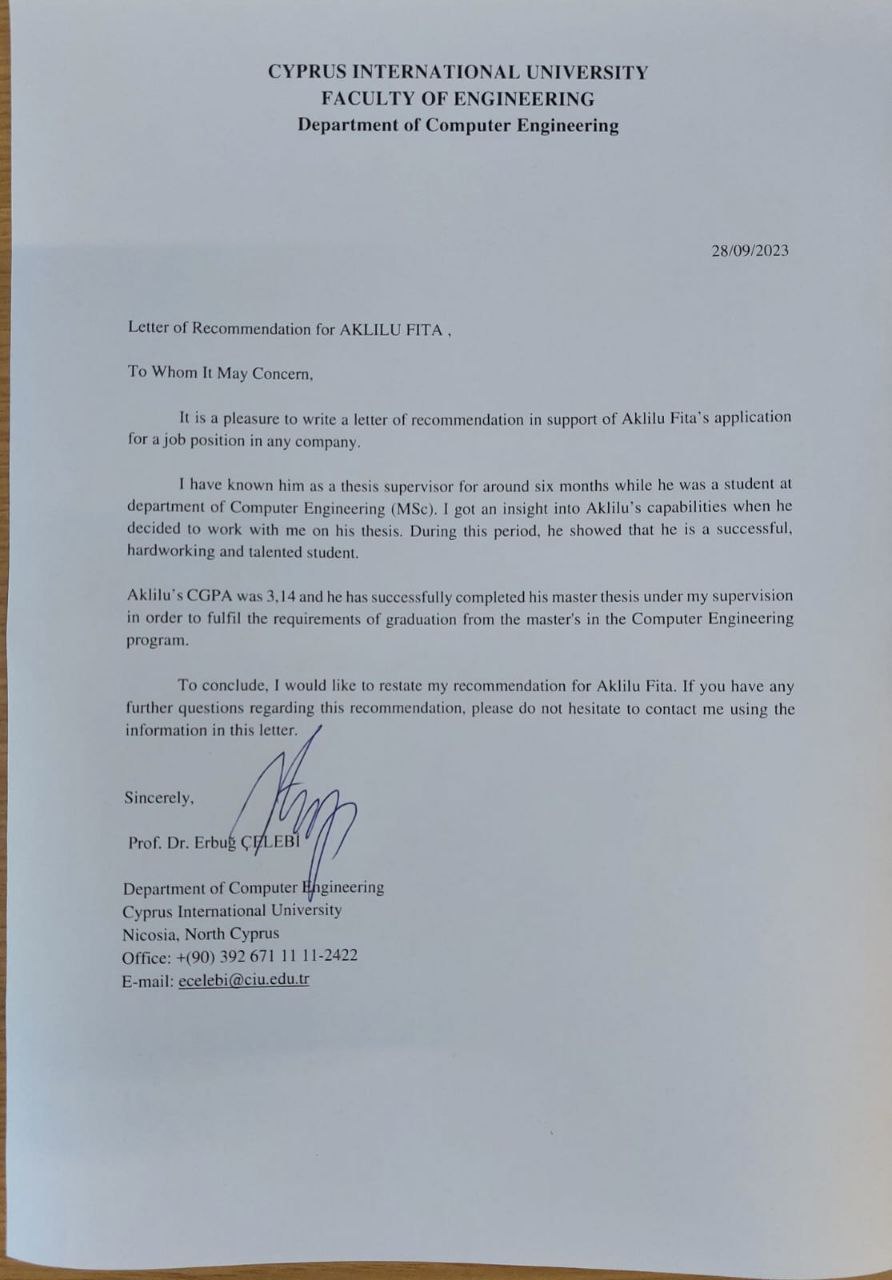 CYPRUS INTERNATIONAL UNIVERSITY
FACULTY OF ENGINEERING
Department of Computer Engineering
28/09/2023
Letter of Recommendation for AKLILU FITA ,
To Whom It May Concern,
It is a pleasure to write a letter of recommendation in support of Aklilu Fita's application
for a job position in any company.
I have known him as a thesis supervisor for around six months while he was a student at
department of Computer Engineering (MSc). I got an insight into Aklilu's capabilities when he
decided to work with me on his thesis. During this period, he showed that he is a successful,
hardworking and talented student.
Aklilu's CGPA was 3,14 and he has successfully completed his master thesis under my supervision
in order to fulfil the requirements of graduation from the master's in the Computer Engineering
program.
To conclude, I would like to restate my recommendation for Aklilu Fita. If you have any
further questions regarding this recommendation, please do not hesitate to contact me using the
information in this letter.
Sincerely,
Prof. Dr. Erbuğ ÇELEBİ
Department of Computer Engineering
Cyprus International University
Nicosia, North Cyprus
Office: +(90) 392 671 11 11-2422
E-mail: ecelebi@ciu.edu.tr